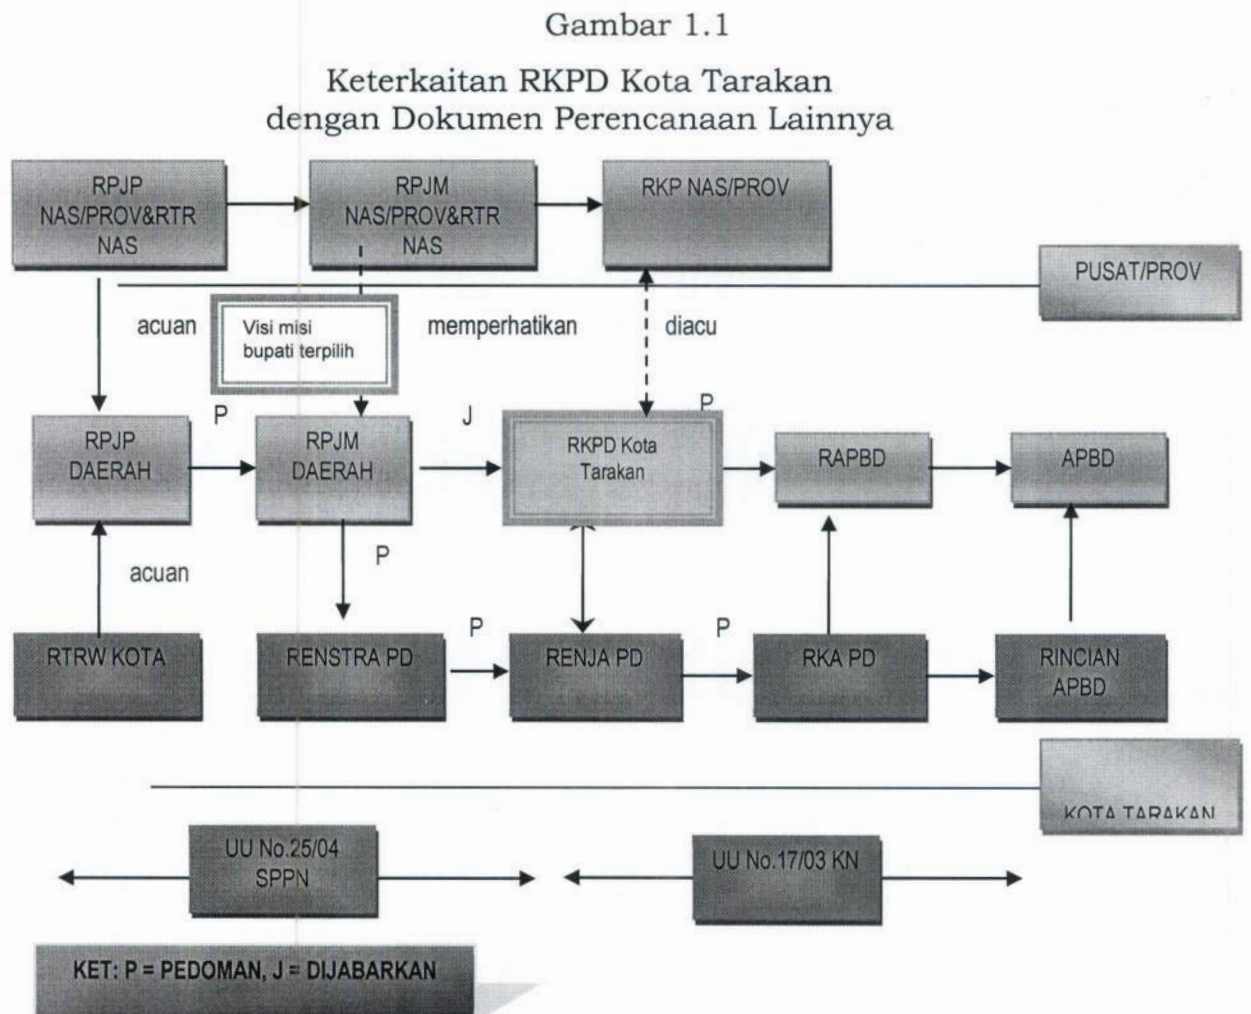 Gambar 1.1
Keterkaitan RKPD Kota Tarakan
dengan Dokumen Perencanaan Lainnya
RPJP
NAS/PROV&RTR
NAS
RPJM
NAS/PROV&RTR
NAS
RKP NAS/PROV
PUSAT/PROV
acuan
Visi misi
bupati terpilih
memperhatikan
diacu
P
J
P
RPJP
DAERAH
RPJM
DAERAH
RKPD Kota
Tarakan
RAPBD
APBD
acuan
P
P
P
RTRW KOTA
RENSTRA PD
RENJA PD
RKA PD
RINCIAN
APBD
KOTA TARAKAN
UU No.25/04
SPPN
UU No.17/03 KN
KET: P = PEDOMAN, J = DIJABARKAN